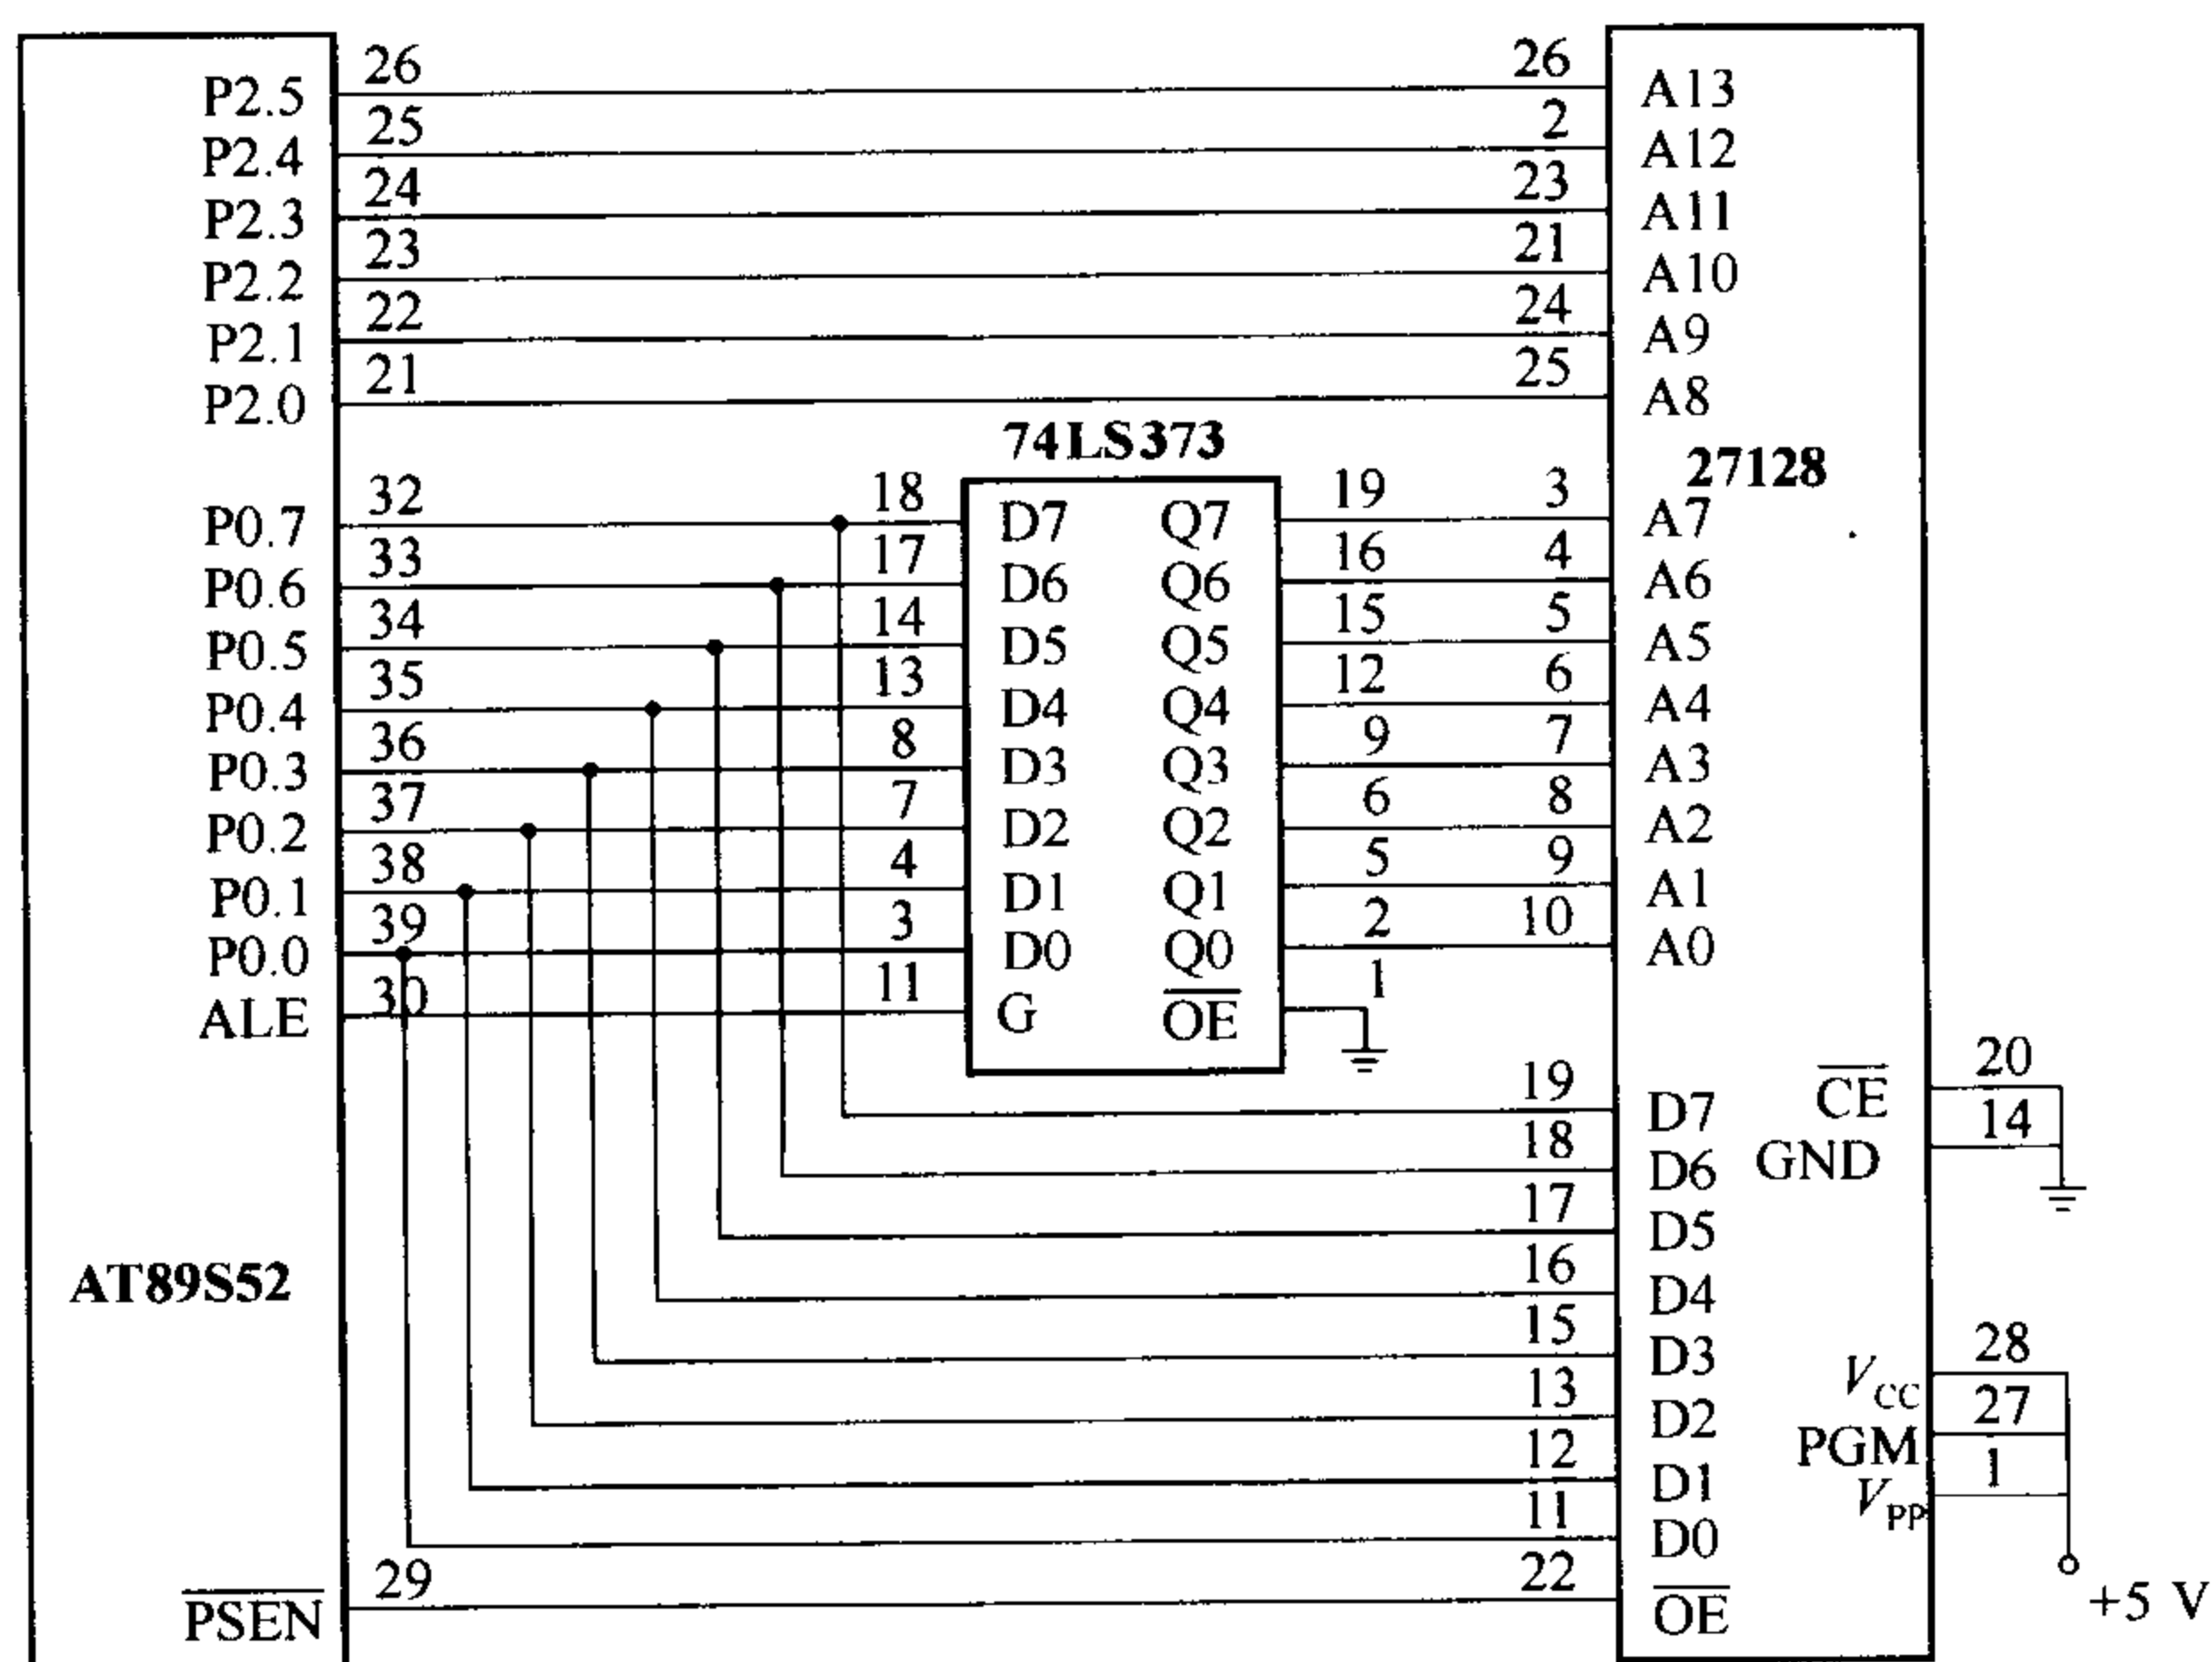 26 26
P2.5 A13
25 2
P2.4 A12
24 23
P2.3 A11
23 21
P2.2 A10
22 24
P2.1 A9
21 25
P2.0 A8
74LS373
27128
32 18 19 3
P0.7 D7 Q7 A7
33 17 16 4
P0.6 D6 Q6 A6
34 14 15 5
P0.5 D5 Q5 A5
35 13 12 6
P0.4 D4 Q4 A4
36 8 9 7
P0.3 D3 Q3 A3
37 7 6 8
P0.2 D2 Q2 A2
38 4 5 9
P0.1 D1 Q1 A1
39 3 2 10
P0.0 D0 Q0 A0
30 11 1
ALE G OE
19 20
D7 CE
18 14
D6 GND
17
D5
AT89S52
16
D4
15 28
D3 VCC
13 27
D2 PGM
12 1
D1 VPP
11
D0
29 22
PSEN OE
+5 V